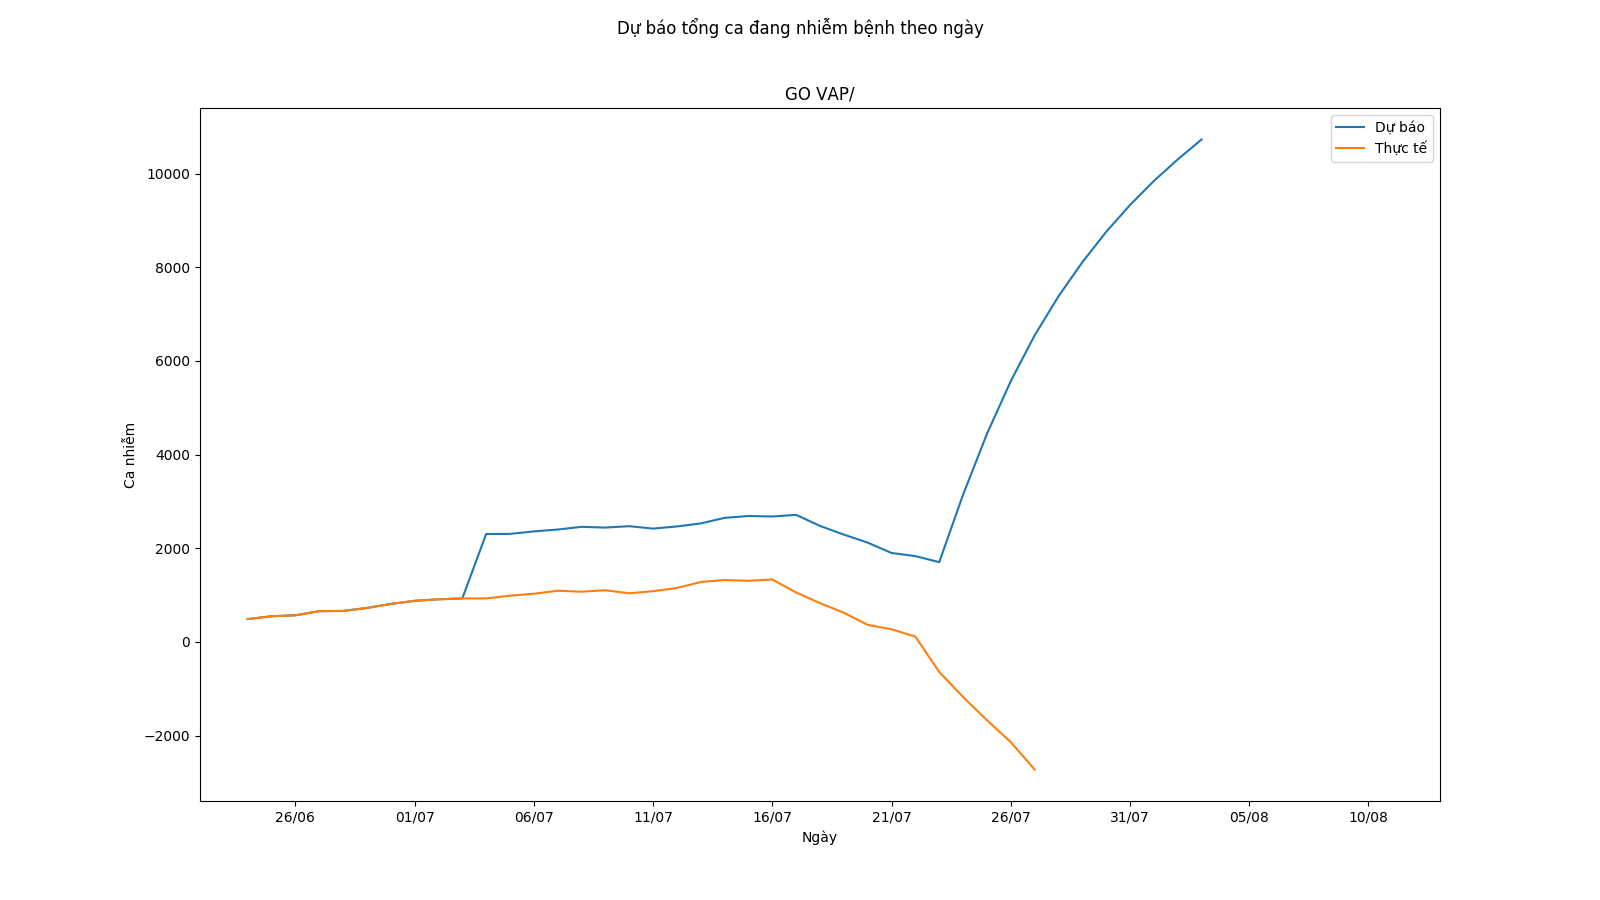 Dự báo tổng ca đang nhiễm bệnh theo ngày
GO VAP/
Dự báo
Thực tế
10000
8000
6000
4000
2000
0
−2000
Ca nhiễm
26/06 01/07 06/07 11/07 16/07 21/07 26/07 31/07 05/08 10/08
Ngày